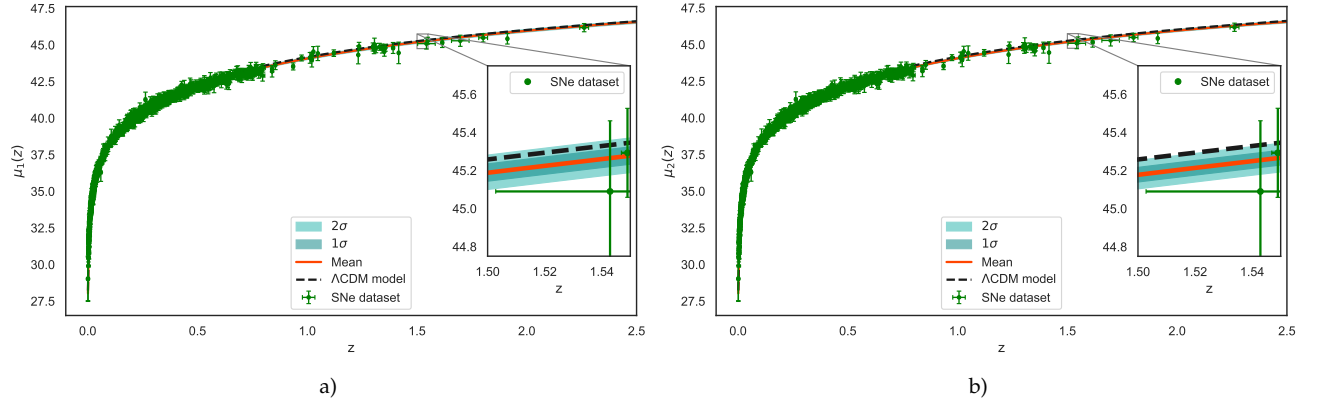 47.5
45.0
42.5
40.0
37.5
35.0
32.5
30.0
27.5
μ₁(z)
0.0 0.5 1.0 1.5 2.0 2.5
z
SNe dataset
45.6
45.4
45.2
45.0
44.8
1.50 1.52 1.54
z
2σ
1σ
Mean
ΛCDM model
SNe dataset
a)
47.5
45.0
42.5
40.0
37.5
35.0
32.5
30.0
27.5
μ₂(z)
0.0 0.5 1.0 1.5 2.0 2.5
z
SNe dataset
45.6
45.4
45.2
45.0
44.8
1.50 1.52 1.54
z
2σ
1σ
Mean
ΛCDM model
SNe dataset
b)